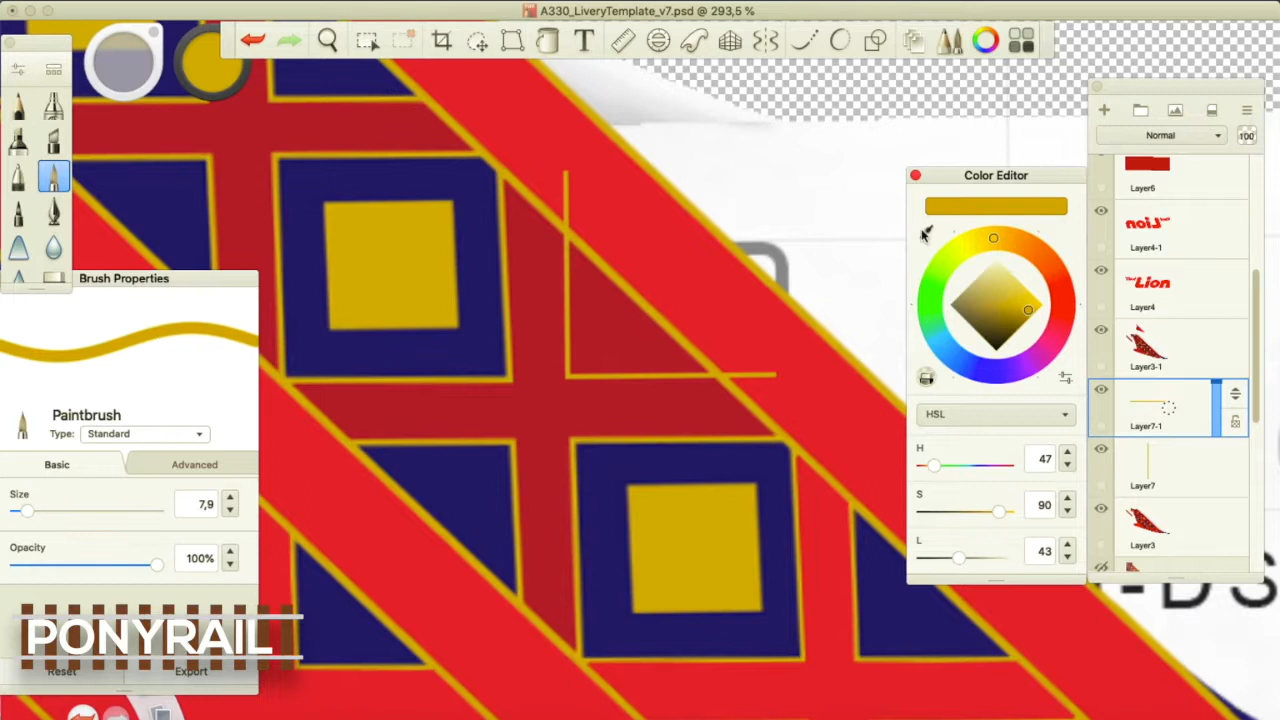 A330_LiveryTemplate_v7.psd @ 293,5 %
T
Normal
100
Layer6
Lion
Layer4-1
Lion
Layer4
Color Editor
Layer3-1
Layer7-1
HSL
H
47
Layer7
S
90
Layer3
L
43
Brush Properties
Paintbrush
Type:
Standard
Basic
Advanced
Size
7,9
Opacity
100%
PONYRAIL
Reset
Export
-DS